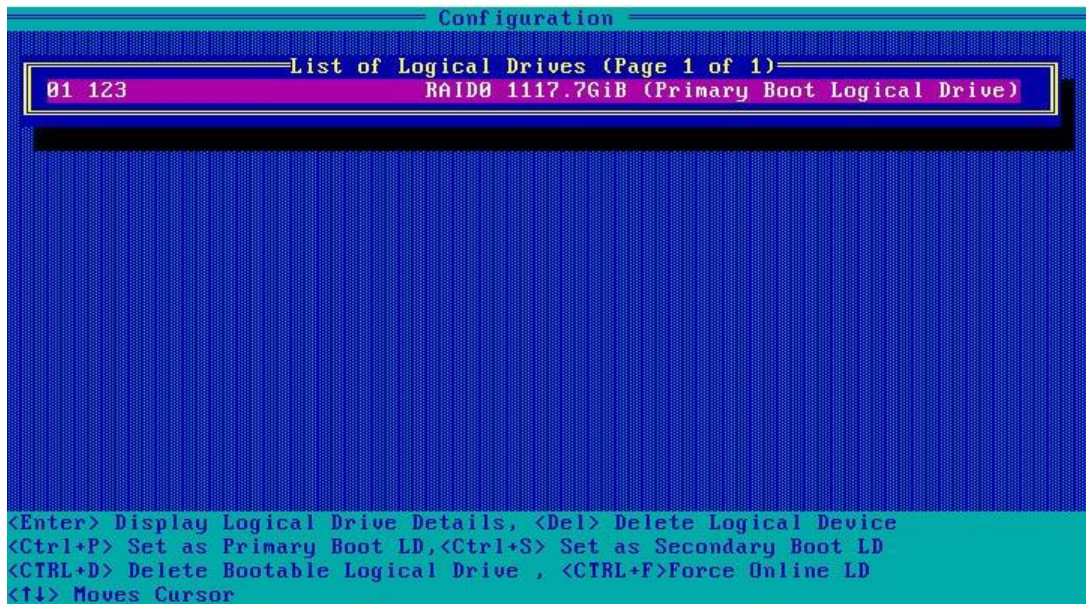 Configuration
List of Logical Drives (Page 1 of 1)
01 123 RAID0 1117.7GiB (Primary Boot Logical Drive)
<Enter> Display Logical Drive Details, <Del> Delete Logical Device
<Ctrl+P> Set as Primary Boot LD,<Ctrl+S> Set as Secondary Boot LD
<CTRL+D> Delete Bootable Logical Drive , <CTRL+F>Force Online LD
<↑↓> Moves Cursor